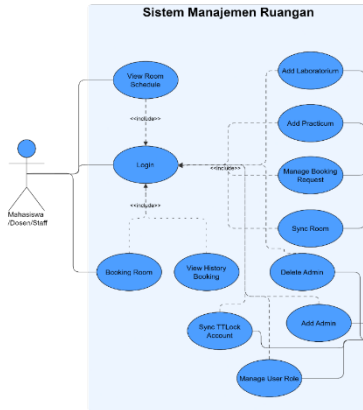 Sistem Manajemen Ruangan
View Room
Schedule
Add Laboratorium
<<include>>
Add Practicum
Login
<<include>>
Manage Booking
Request
<<include>>
Mahasiswa
/Dosen/Staff
Sync Room
Booking Room
View History
Booking
Delete Admin
Sync TTLock
Account
Add Admin
Manage User Role